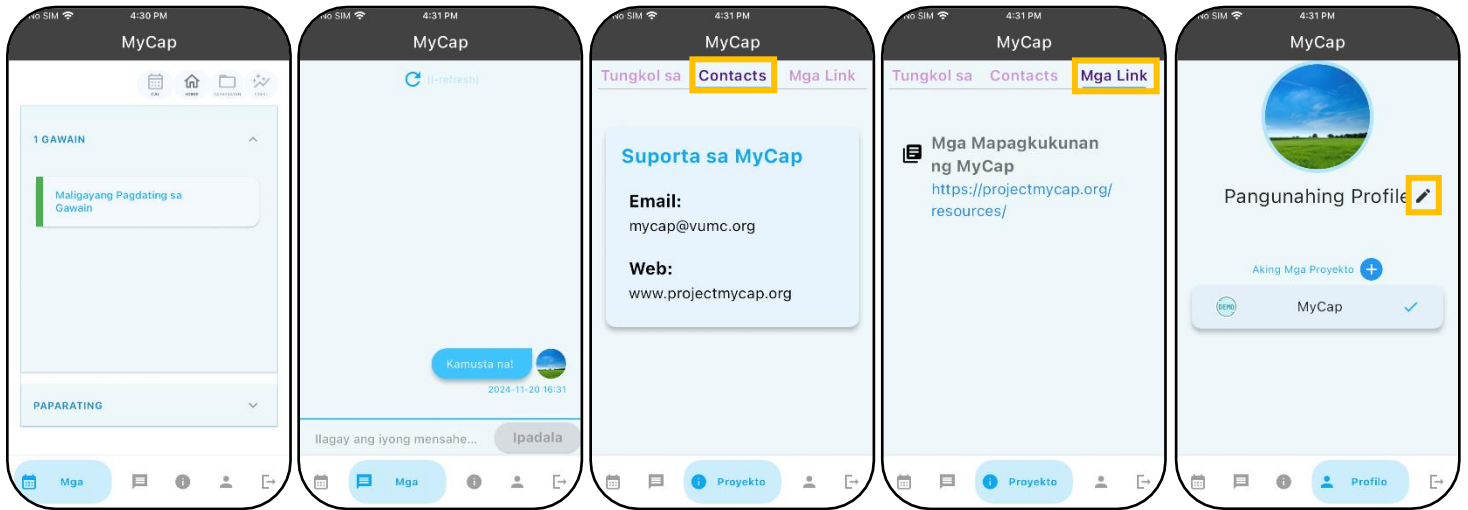 No SIM 4:30 PM
MyCap
1 GAWAIN
Maligayang Pagdating sa
Gawain
PAPARATING
Mga
No SIM 4:31 PM
MyCap
(I-refresh)
Kamusta na!
2024-11-20 16:31
Ilagay ang iyong mensahe... Ipadala
Mga
No SIM 4:31 PM
MyCap
Tungkol sa Contacts Mga Link
Suporta sa MyCap
Email:
mycap@vumc.org
Web:
www.projectmycap.org
Proyekto
No SIM 4:31 PM
MyCap
Tungkol sa Contacts Mga Link
Mga Mapagkukunan
ng MyCap
https://projectmycap.org/
resources/
Proyekto
No SIM 4:31 PM
MyCap
Pangunahing Profile
Aking Mga Proyekto
DEMO MyCap
Profilo